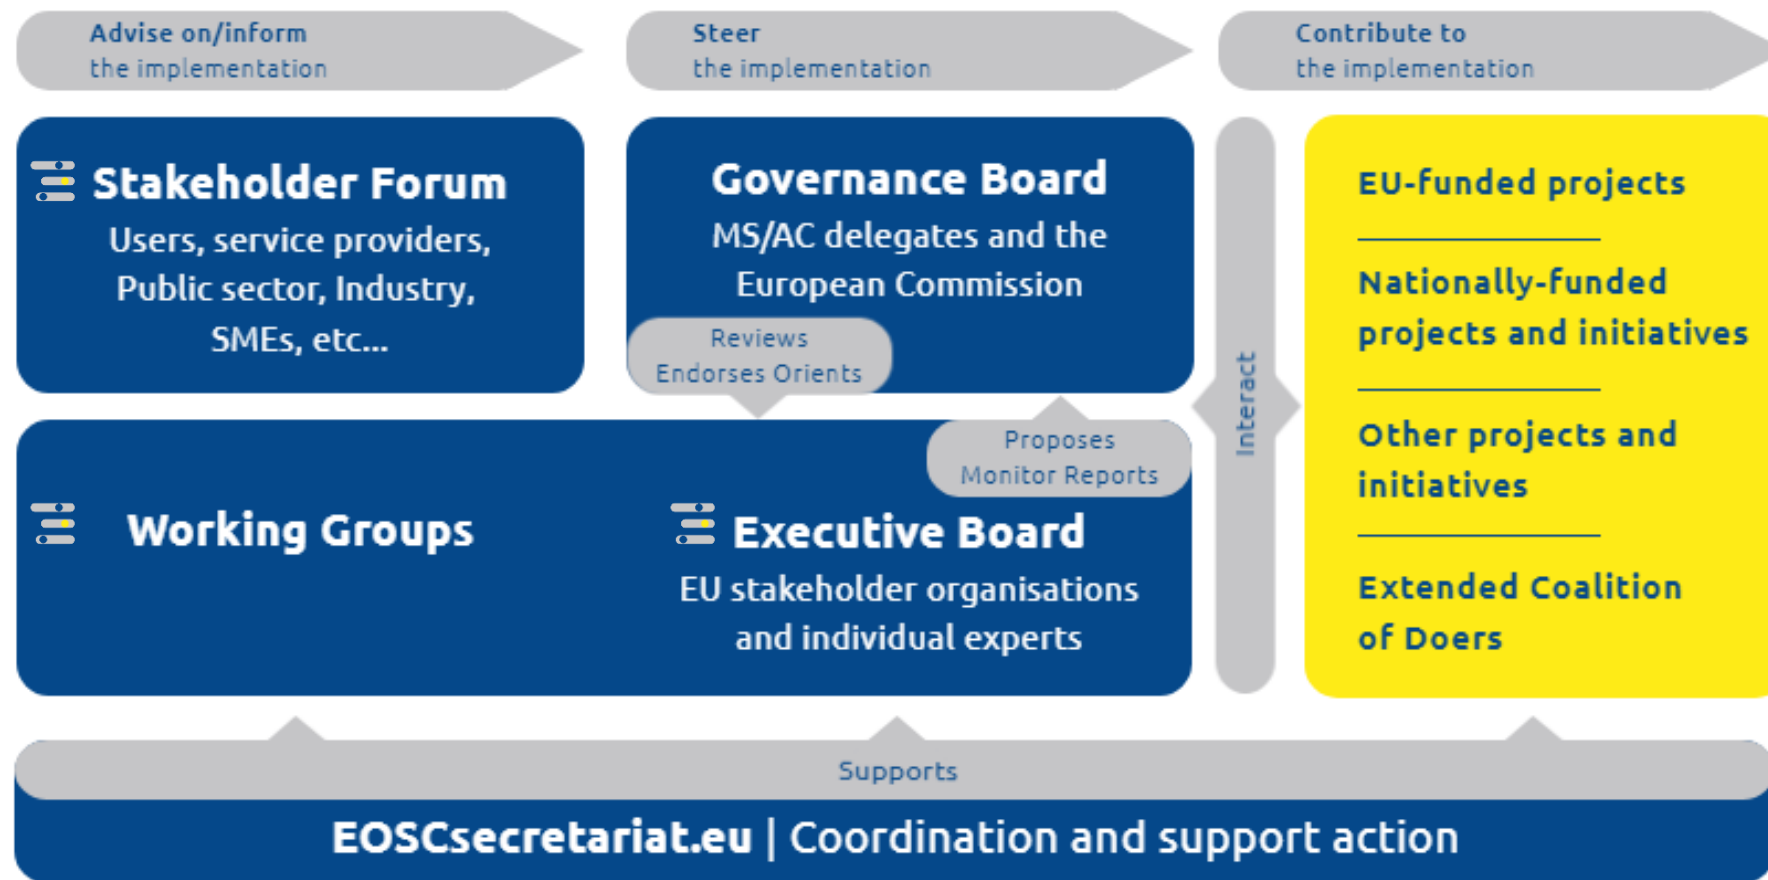 Advise on/inform
the implementation
Steer
the implementation
Contribute to
the implementation
Stakeholder Forum
Users, service providers,
Public sector, Industry,
SMEs, etc...
Governance Board
MS/AC delegates and the
European Commission
Reviews
Endorses Orients
Proposes
Monitor Reports
Working Groups
Executive Board
EU stakeholder organisations
and individual experts
Interact
EU-funded projects
Nationally-funded
projects and initiatives
Other projects and
initiatives
Extended Coalition
of Doers
Supports
EOSCsecretariat.eu | Coordination and support action